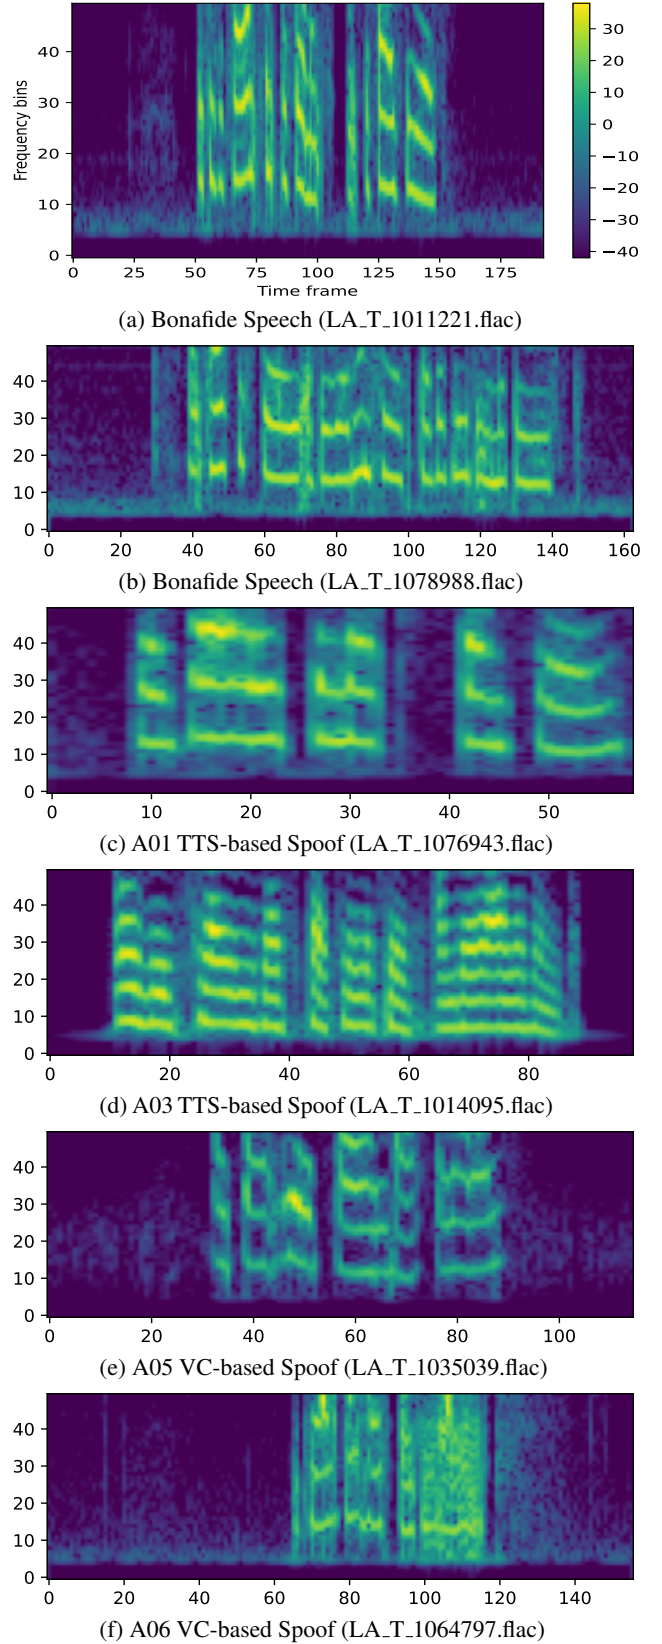 40
30
20
10
0
Frequency bins
0 25 50 75 100 125 150 175
Time frame
30
20
10
0
−10
−20
−30
−40
(a) Bonafide Speech (LA_T_1011221.flac)
40
30
20
10
0
0 20 40 60 80 100 120 140 160
(b) Bonafide Speech (LA_T_1078988.flac)
40
30
20
10
0
0 10 20 30 40 50
(c) A01 TTS-based Spoof (LA_T_1076943.flac)
40
30
20
10
0
0 20 40 60 80
(d) A03 TTS-based Spoof (LA_T_1014095.flac)
40
30
20
10
0
0 20 40 60 80 100
(e) A05 VC-based Spoof (LA_T_1035039.flac)
40
30
20
10
0
0 20 40 60 80 100 120 140
(f) A06 VC-based Spoof (LA_T_1064797.flac)